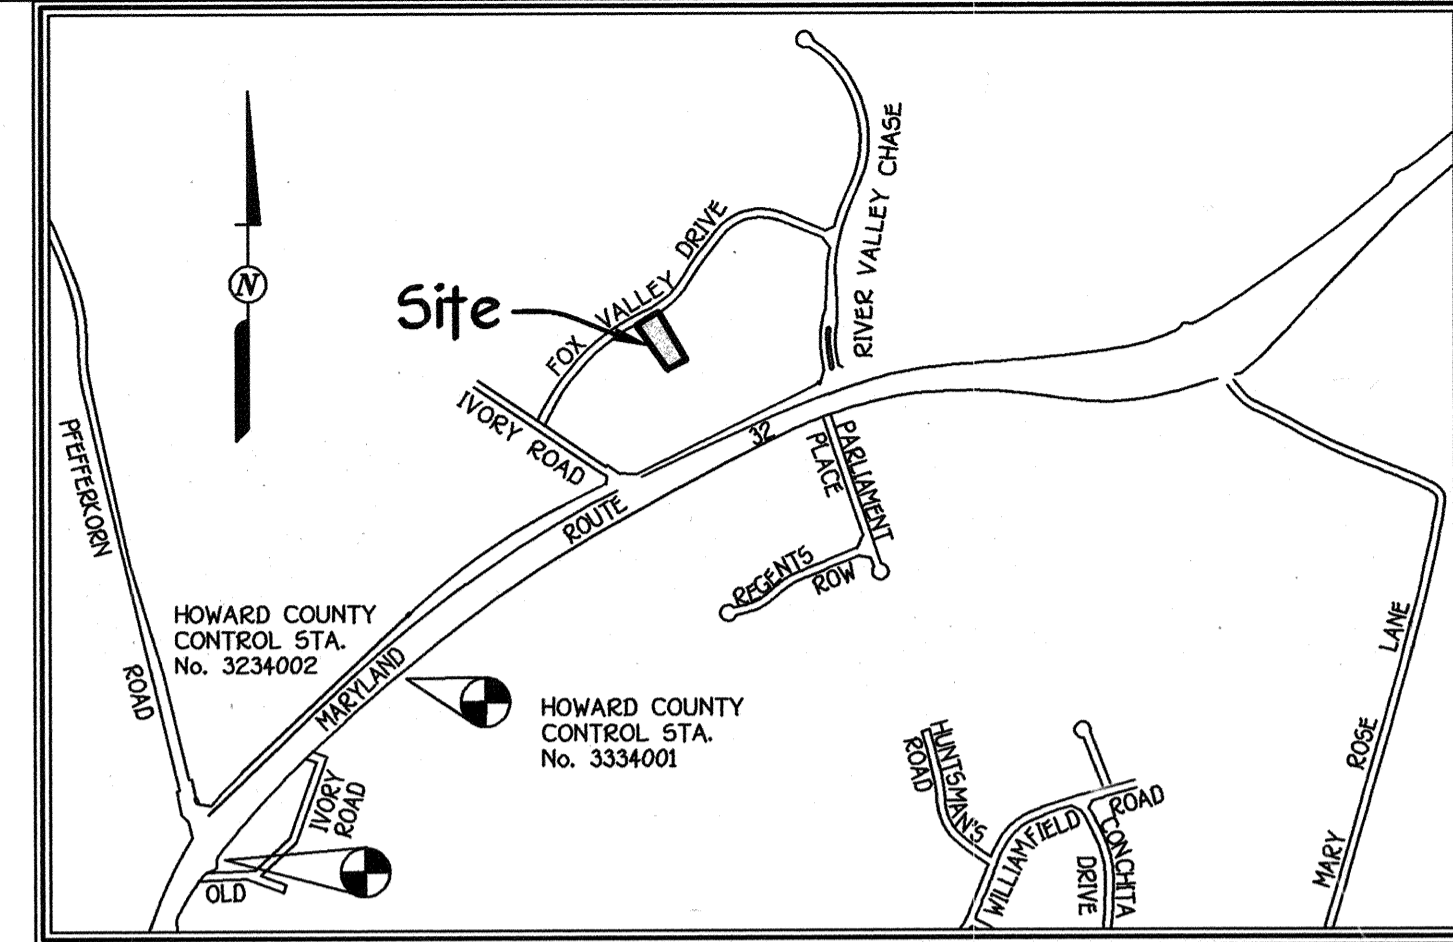 RIVER VALLEY CHASE
FOX VALLEY DRIVE
N
Site
IVORY ROAD
32
PARLIAMENT
PLACE
PFEFFERKORN
ROAD
ROUTE
REGENTS
ROW
HOWARD COUNTY
CONTROL STA.
No. 3234002
MARYLAND
HOWARD COUNTY
CONTROL STA.
No. 3334001
MARY ROSE LANE
HUNTSMAN'S
ROAD
IVORY
ROAD
OLD
WILLIAMFIELD
ROAD
CONCHITA
DRIVE